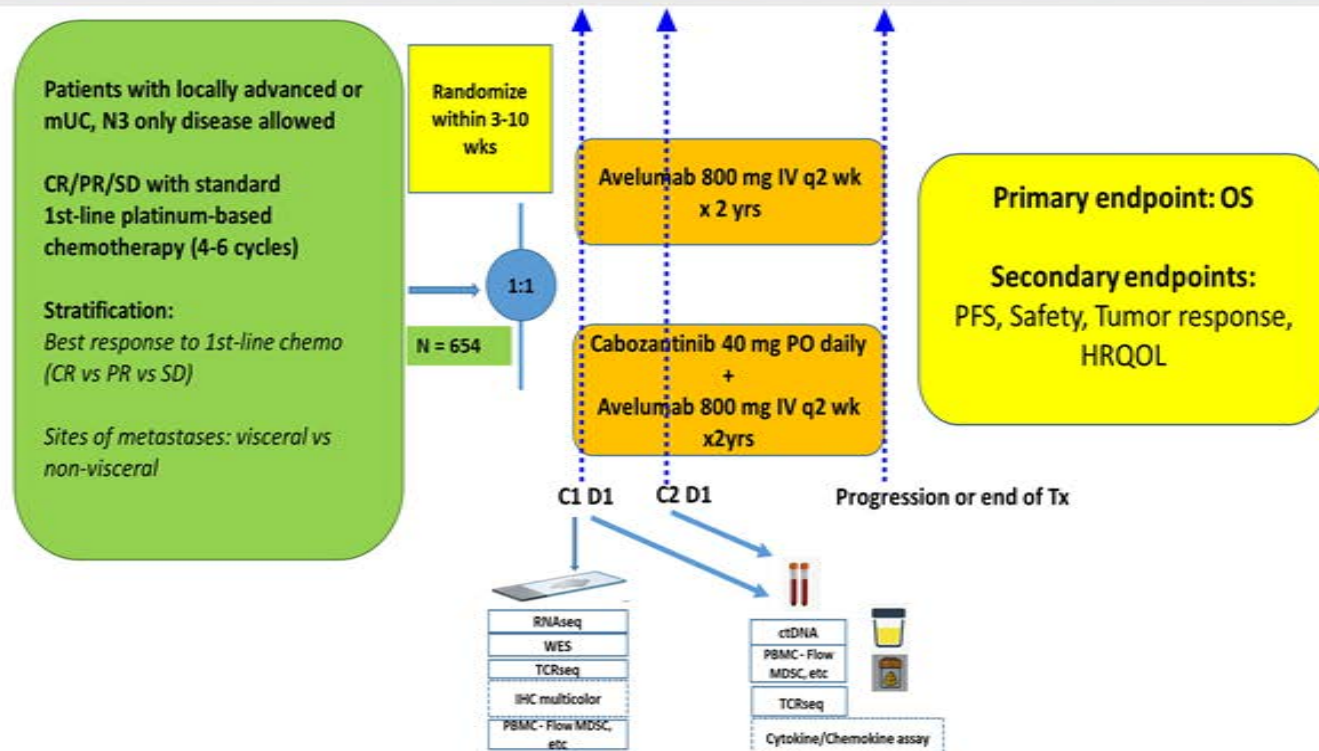 Patients with locally advanced or
mUC, N3 only disease allowed
CR/PR/SD with standard
1st-line platinum-based
chemotherapy (4-6 cycles)
Stratification:
Best response to 1st-line chemo
(CR vs PR vs SD)
Sites of metastases: visceral vs
non-visceral
Randomize
within 3-10
wks
1:1
N = 654
Avelumab 800 mg IV q2 wk
x 2 yrs
Cabozantinib 40 mg PO daily
+
Avelumab 800 mg IV q2 wk
x2yrs
Primary endpoint: OS
Secondary endpoints:
PFS, Safety, Tumor response,
HRQOL
C1 D1
C2 D1
Progression or end of Tx
RNAseq
WES
TCRseq
IHC multicolor
PBMC - Flow MDSC,
etc
ctDNA
PBMC - Flow
MDSC, etc
TCRseq
Cytokine/Chemokine assay